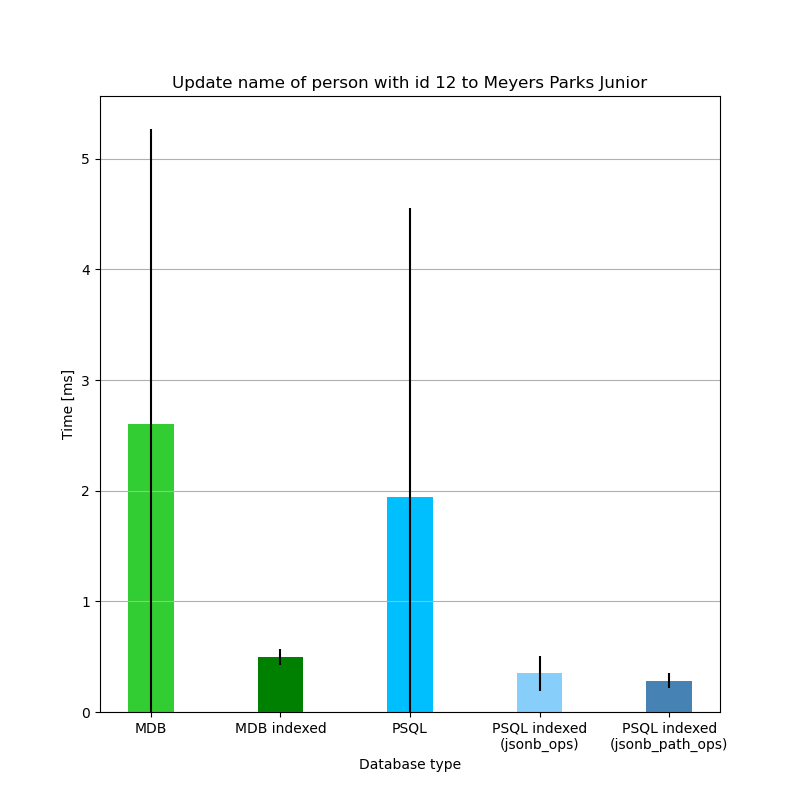 Update name of person with id 12 to Meyers Parks Junior
Time [ms]
5
4
3
2
1
0
MDB
MDB indexed
PSQL
PSQL indexed
(jsonb_ops)
PSQL indexed
(jsonb_path_ops)
Database type